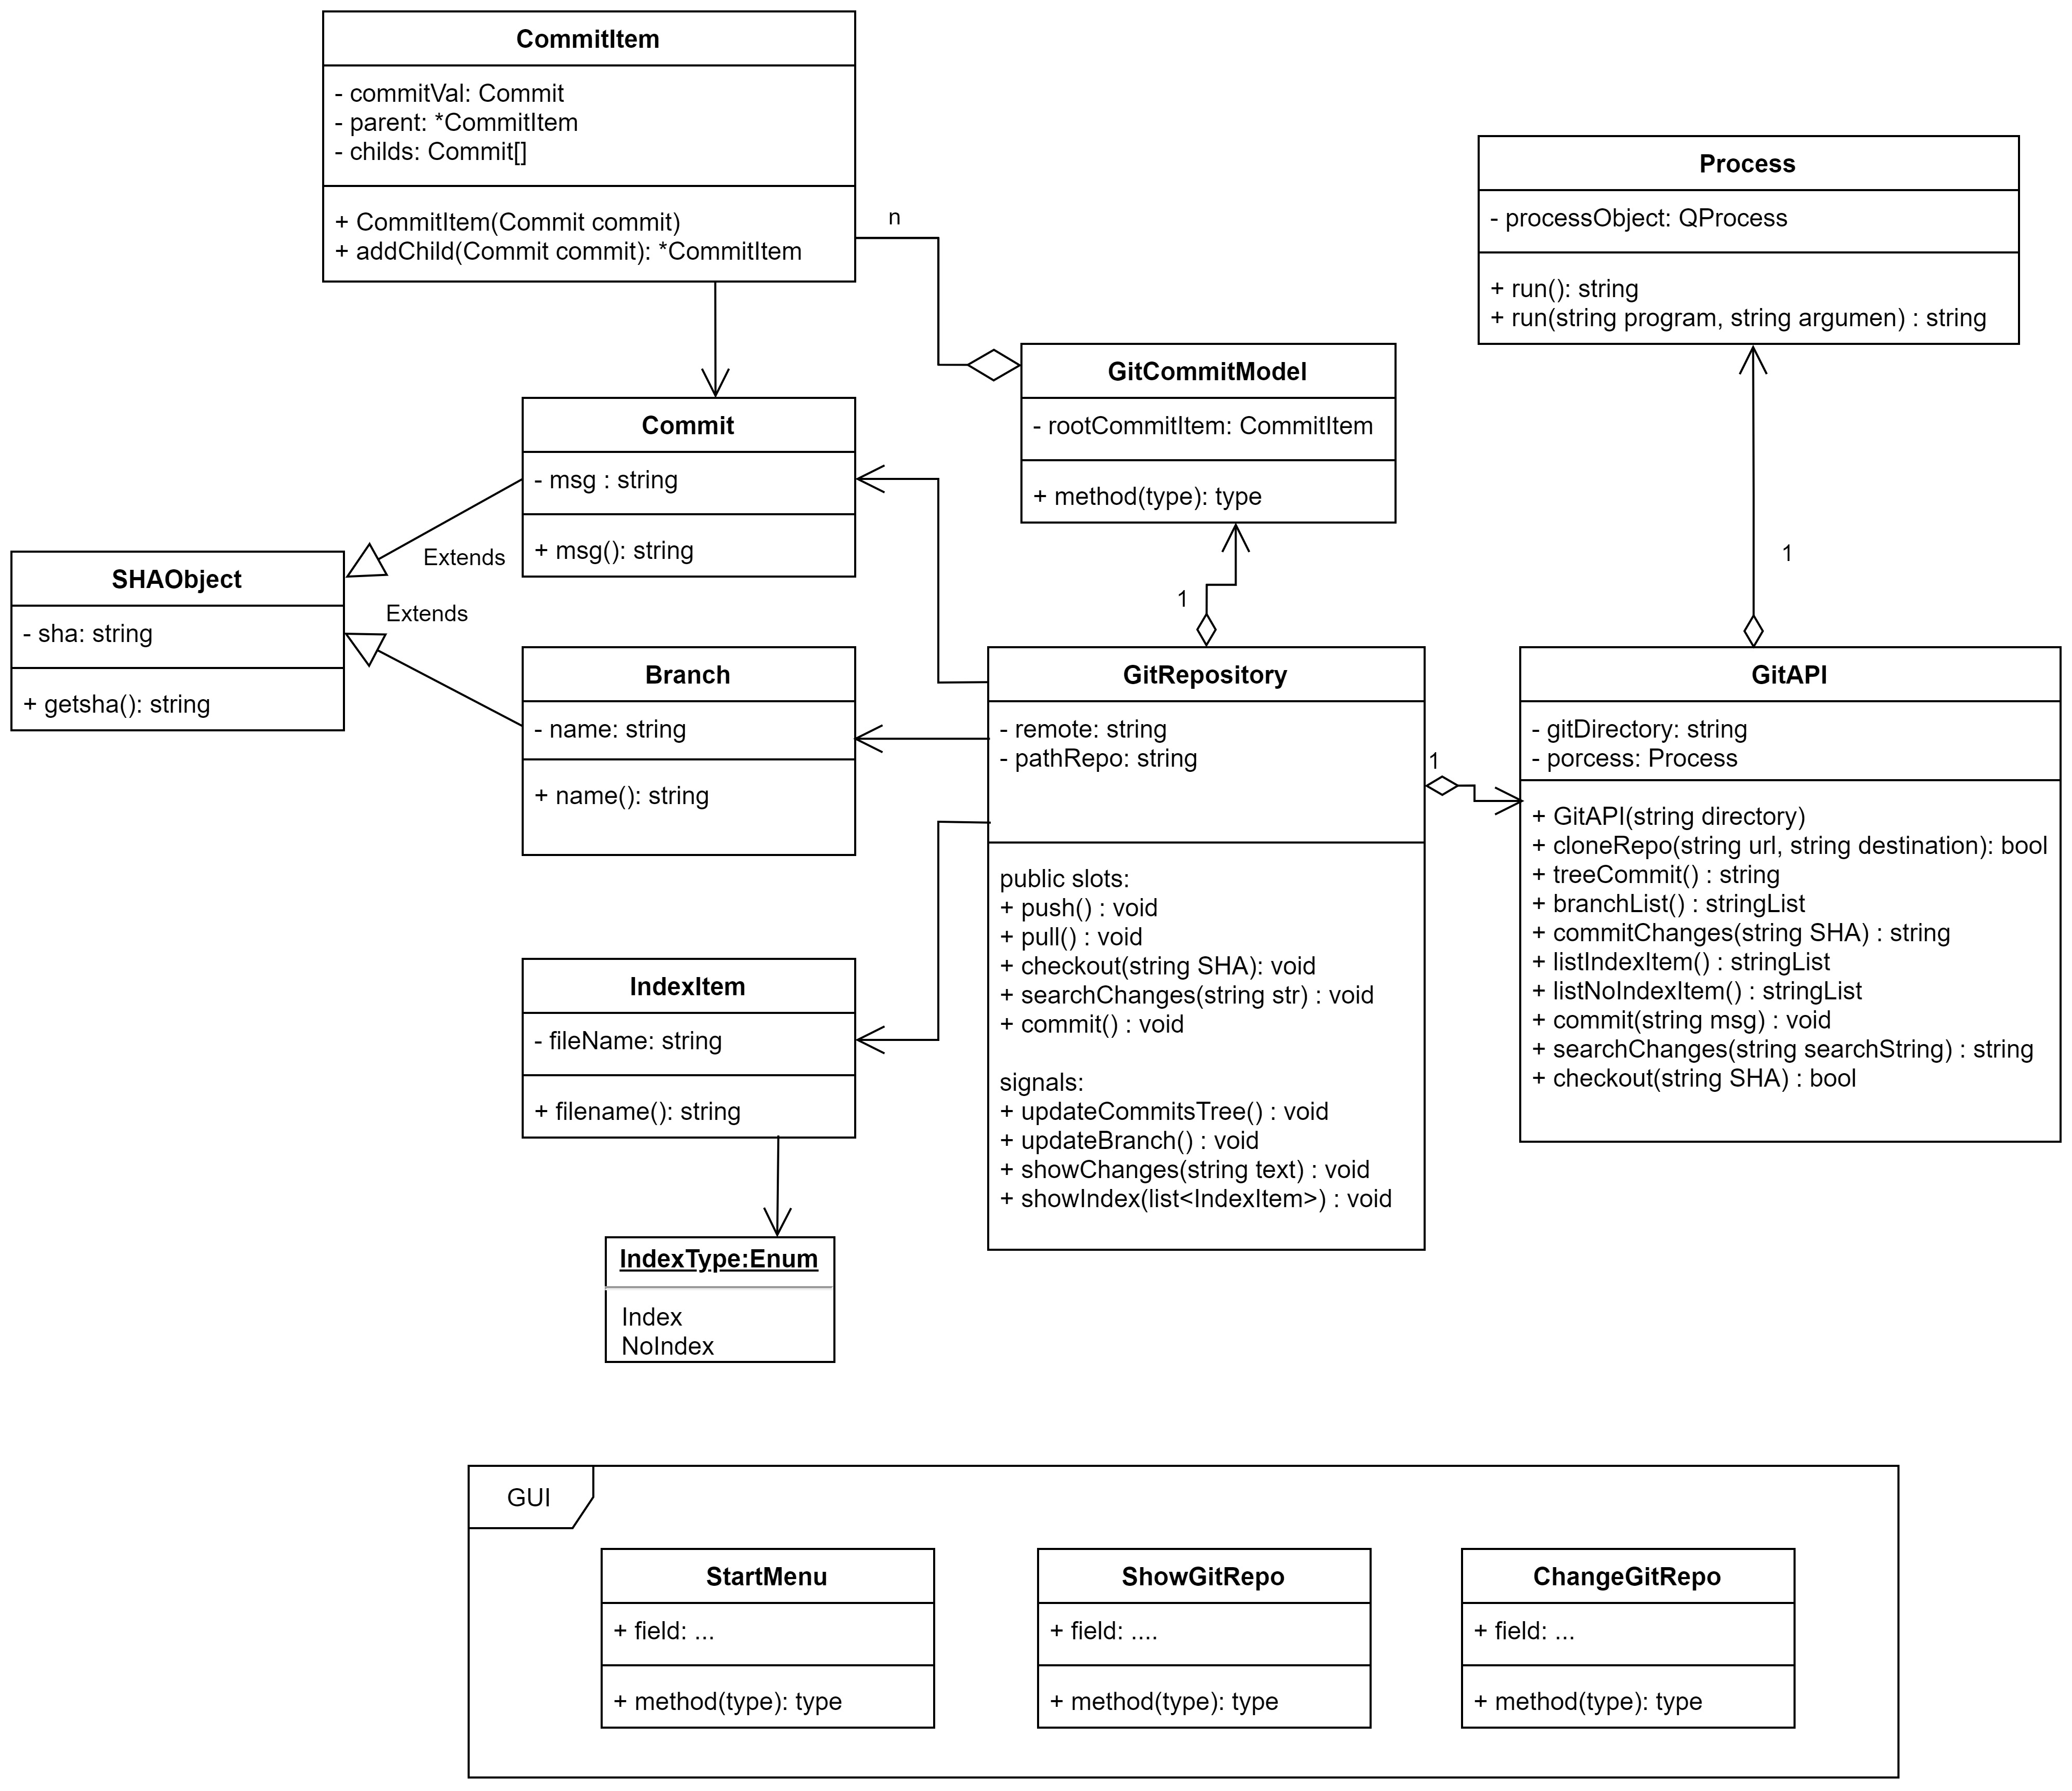 CommitItem
- commitVal: Commit
- parent: *CommitItem
- childs: Commit[]
+ CommitItem(Commit commit)
+ addChild(Commit commit): *CommitItem
n
Process
- processObject: QProcess
+ run(): string
+ run(string program, string argumen) : string
GitCommitModel
- rootCommitItem: CommitItem
+ method(type): type
Commit
- msg : string
+ msg(): string
Extends
SHAObject
- sha: string
+ getsha(): string
Extends
1
1
Branch
- name: string
+ name(): string
GitRepository
- remote: string
- pathRepo: string
public slots:
+ push() : void
+ pull() : void
+ checkout(string SHA): void
+ searchChanges(string str) : void
+ commit() : void
signals:
+ updateCommitsTree() : void
+ updateBranch() : void
+ showChanges(string text) : void
+ showIndex(list<IndexItem>) : void
1
GitAPI
- gitDirectory: string
- porcess: Process
+ GitAPI(string directory)
+ cloneRepo(string url, string destination): bool
+ treeCommit() : string
+ branchList() : stringList
+ commitChanges(string SHA) : string
+ listIndexItem() : stringList
+ listNoIndexItem() : stringList
+ commit(string msg) : void
+ searchChanges(string searchString) : string
+ checkout(string SHA) : bool
IndexItem
- fileName: string
+ filename(): string
IndexType:Enum
Index
NoIndex
GUI
StartMenu
+ field: ...
+ method(type): type
ShowGitRepo
+ field: ....
+ method(type): type
ChangeGitRepo
+ field: ...
+ method(type): type